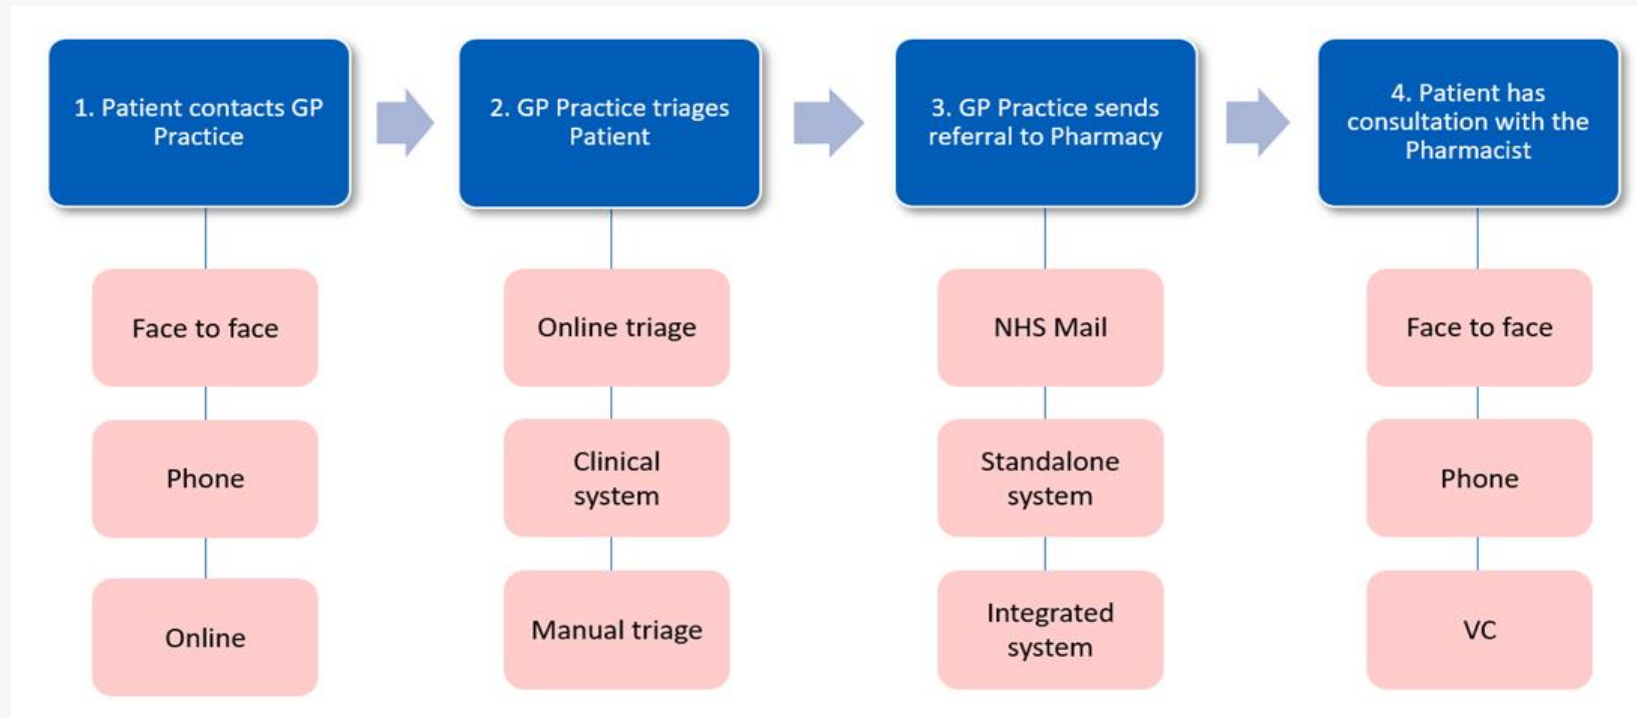 1. Patient contacts GP
Practice
2. GP Practice triages
Patient
3. GP Practice sends
referral to Pharmacy
4. Patient has
consultation with the
Pharmacist
Face to face
Phone
Online
Online triage
Clinical
system
Manual triage
NHS Mail
Standalone
system
Integrated
system
Face to face
Phone
VC